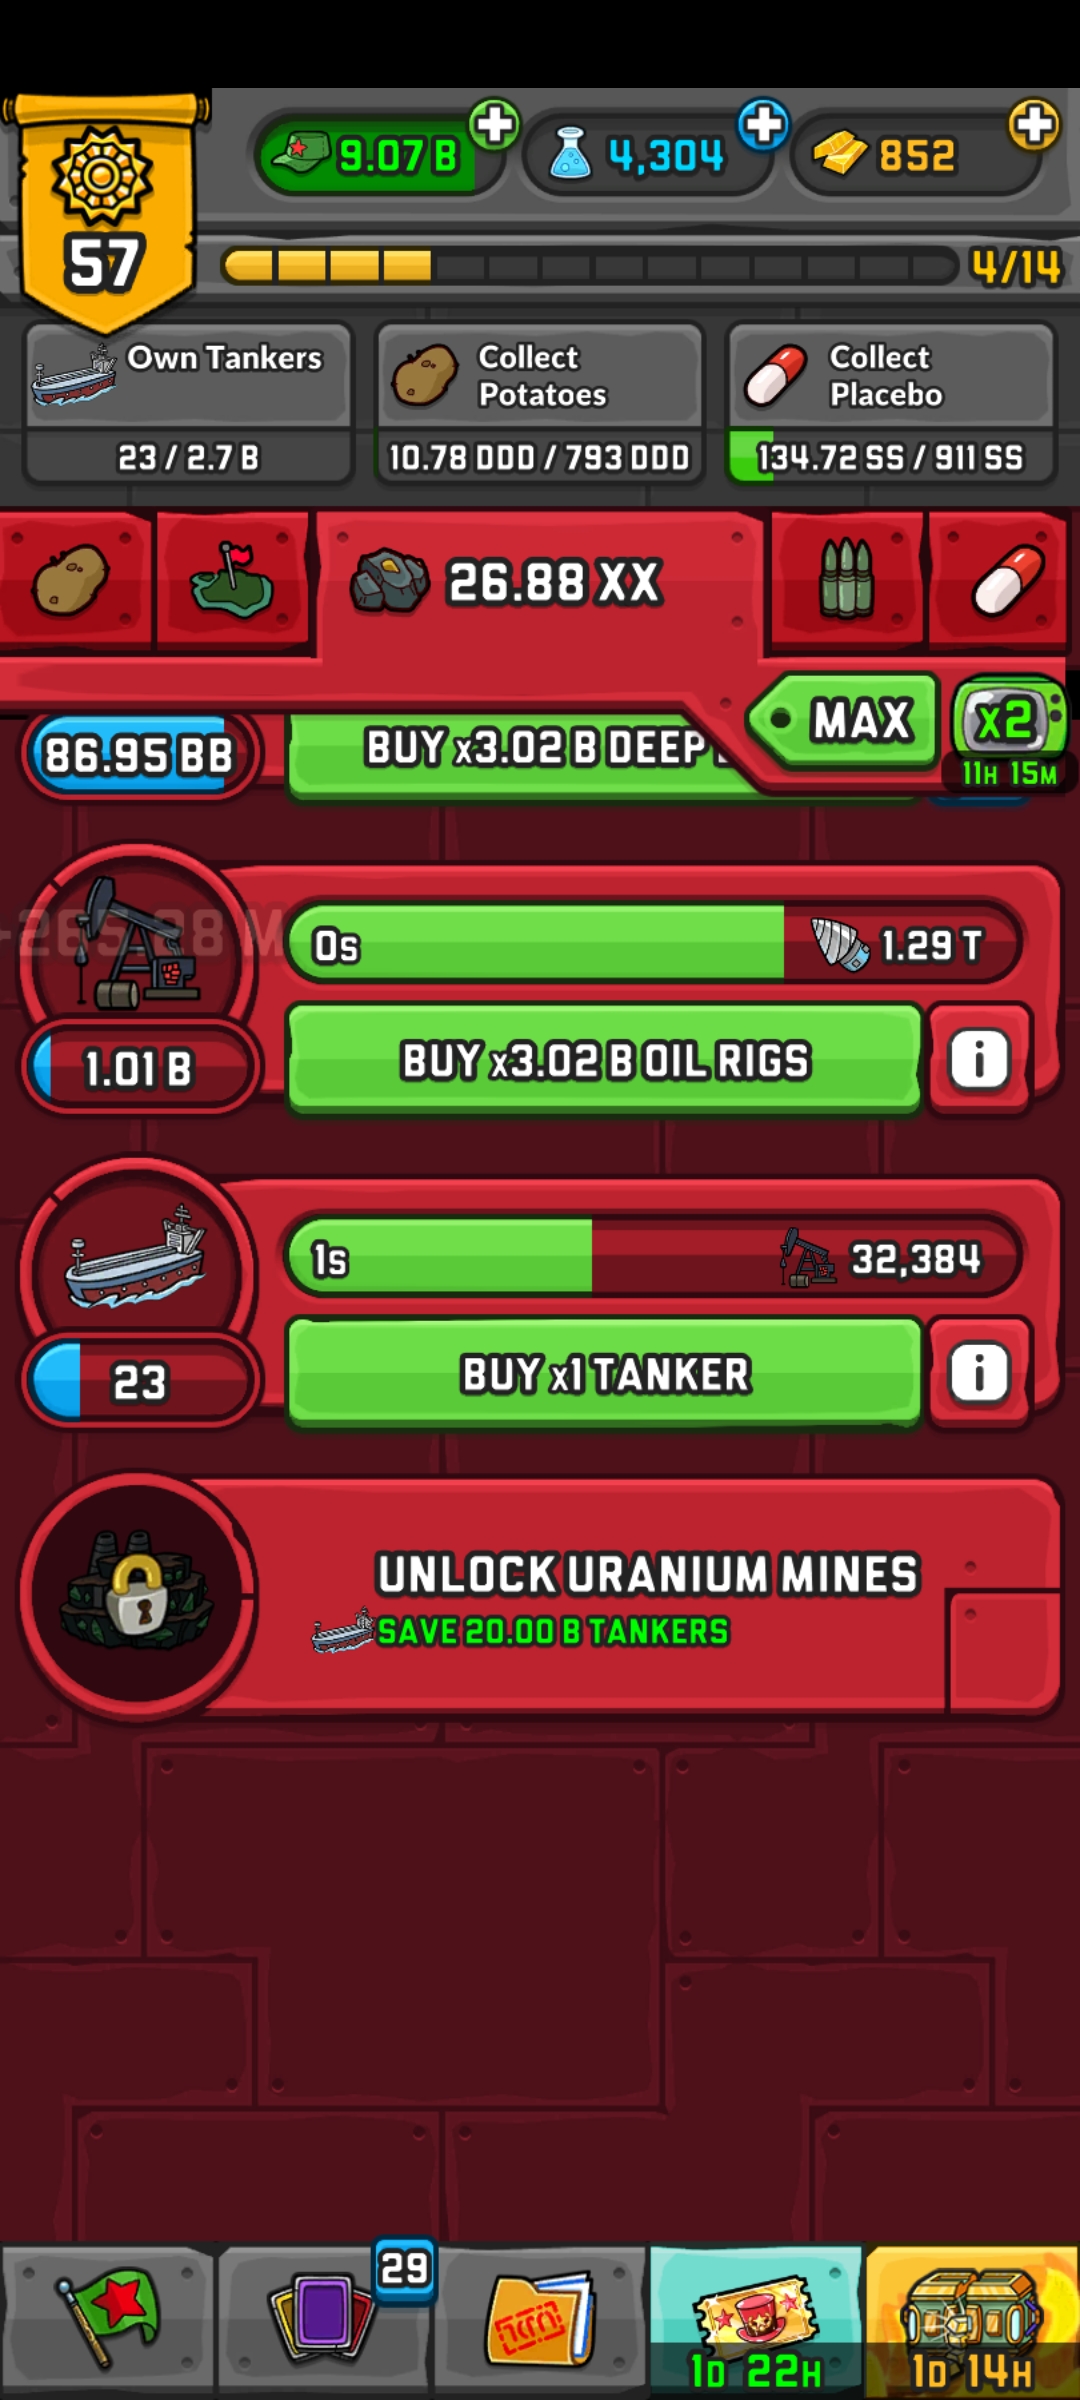 9.07 B
4,304
852
57
4/14
Own Tankers
23 / 2.7 B
Collect
Potatoes
10.78 DDD / 793 DDD
Collect
Placebo
134.72 SS / 911 SS
26.88 XX
MAX
x2
11H 15M
86.95 BB
BUY x3.02 B DEEP
+265.28 M
0s
1.29 T
1.01 B
BUY x3.02 B OIL RIGS
i
1s
32,384
23
BUY x1 TANKER
i
UNLOCK URANIUM MINES
SAVE 20.00 B TANKERS
29
1D 22H
1D 14H